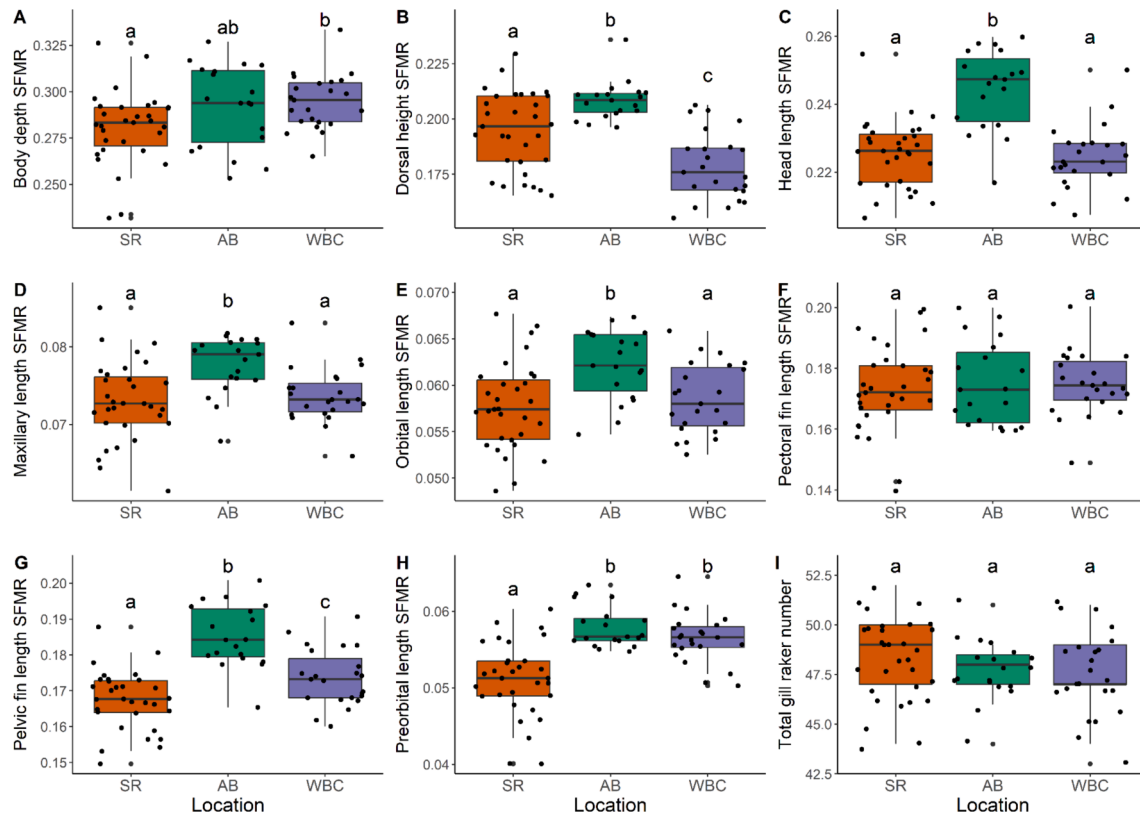 A
a
ab
b
Body depth SFMR
0.325
0.300
0.275
0.250
SR
AB
WBC
B
a
b
c
Dorsal height SFMR
0.225
0.200
0.175
SR
AB
WBC
C
a
b
a
Head length SFMR
0.26
0.24
0.22
SR
AB
WBC
D
a
b
a
Maxillary length SFMR
0.08
0.07
SR
AB
WBC
E
a
b
a
Orbital length SFMR
0.070
0.065
0.060
0.055
0.050
SR
AB
WBC
F
a
a
a
Pectoral fin length SFMR
0.20
0.18
0.16
0.14
SR
AB
WBC
G
a
b
c
Pelvic fin length SFMR
0.20
0.19
0.18
0.17
0.16
0.15
SR
AB
WBC
Location
H
a
b
b
Preorbital length SFMR
0.06
0.05
0.04
SR
AB
WBC
Location
I
a
a
a
Total gill raker number
52.5
50.0
47.5
45.0
42.5
SR
AB
WBC
Location